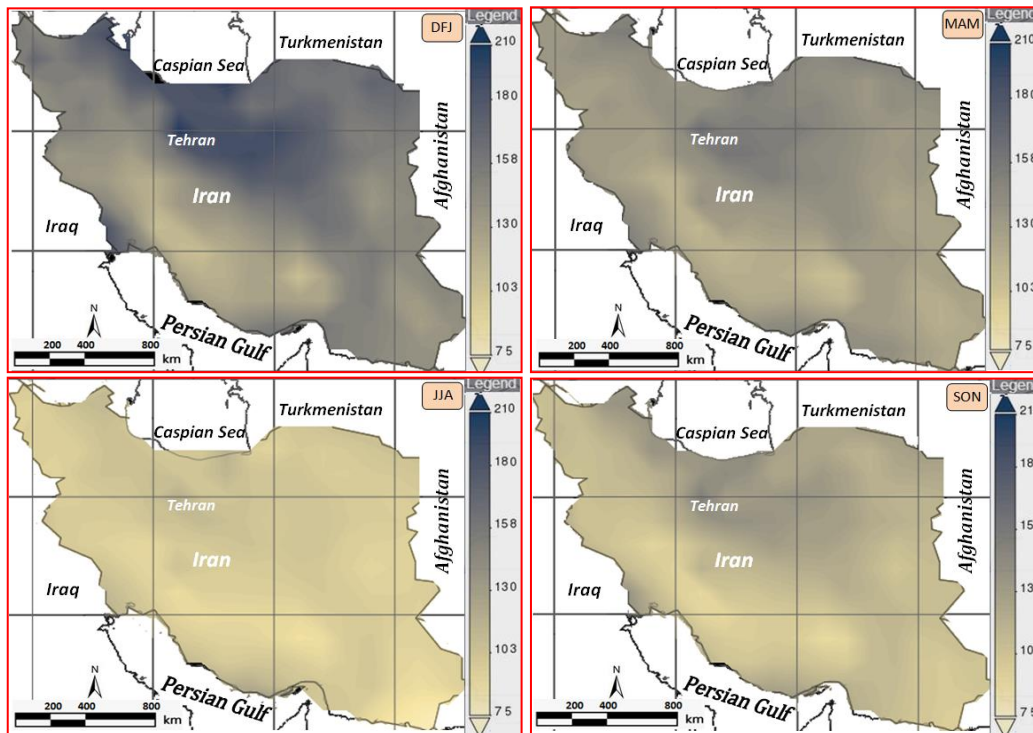 Legend
DFJ
210
180
158
130
103
75
Turkmenistan
Caspian Sea
Tehran
Iran
Afghanistan
Iraq
Persian Gulf
N
200 400 800
km
Legend
MAM
210
180
158
130
103
75
Turkmenistan
Caspian Sea
Tehran
Iran
Afghanistan
Iraq
Persian Gulf
N
200 400 800
km
Legend
JJA
210
180
158
130
103
75
Turkmenistan
Caspian Sea
Tehran
Iran
Afghanistan
Iraq
Persian Gulf
N
200 400 800
km
Legend
SON
Turkmenistan
Caspian Sea
Tehran
Iran
Afghanistan
Iraq
Persian Gulf
N
200 400 800
km